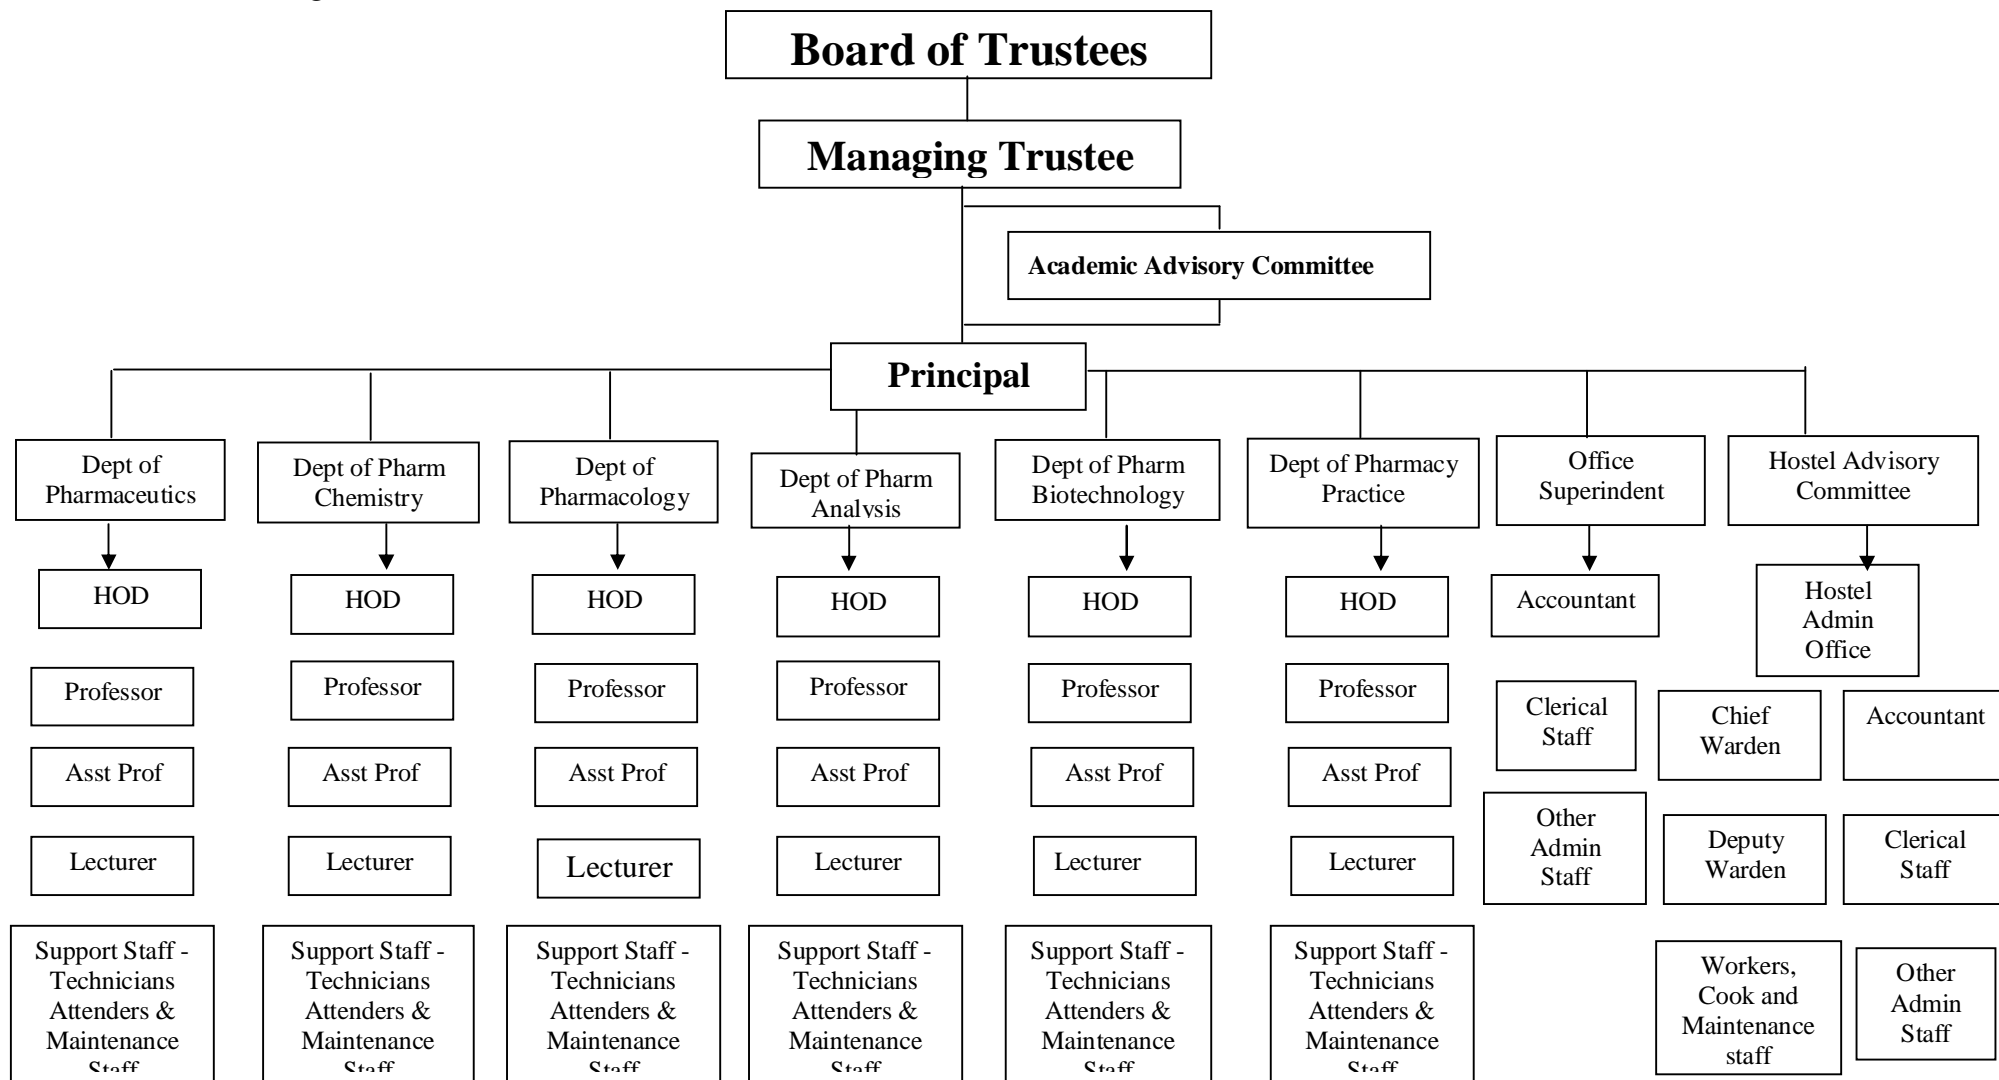 Board of Trustees
Managing Trustee
Academic Advisory Committee
Principal
Dept of
Pharmaceutics
Dept of Pharm
Chemistry
Dept of
Pharmacology
Dept of Pharm
Analysis
Dept of Pharm
Biotechnology
Dept of Pharmacy
Practice
Office
Superindent
Hostel Advisory
Committee
HOD
HOD
HOD
HOD
HOD
HOD
Accountant
Hostel
Admin
Office
Professor
Professor
Professor
Professor
Professor
Professor
Clerical
Staff
Chief
Warden
Accountant
Asst Prof
Asst Prof
Asst Prof
Asst Prof
Asst Prof
Asst Prof
Other
Admin
Staff
Deputy
Warden
Clerical
Staff
Lecturer
Lecturer
Lecturer
Lecturer
Lecturer
Lecturer
Support Staff -
Technicians
Attenders &
Maintenance
Staff
Support Staff -
Technicians
Attenders &
Maintenance
Staff
Support Staff -
Technicians
Attenders &
Maintenance
Staff
Support Staff -
Technicians
Attenders &
Maintenance
Staff
Support Staff -
Technicians
Attenders &
Maintenance
Staff
Support Staff -
Technicians
Attenders &
Maintenance
Staff
Workers,
Cook and
Maintenance
staff
Other
Admin
Staff